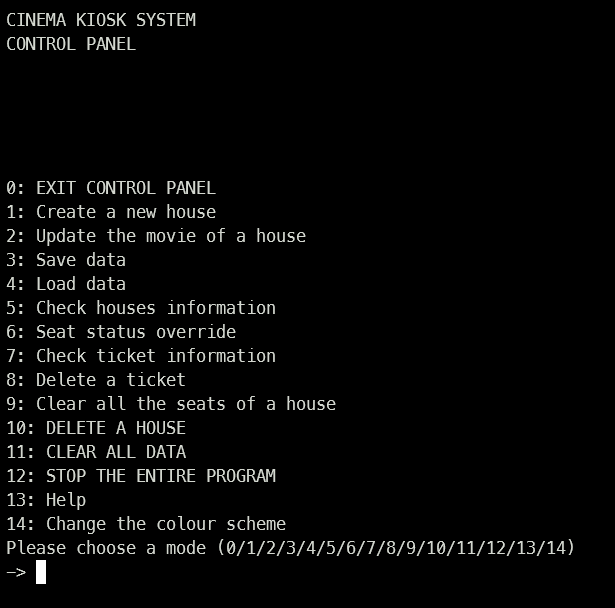 CINEMA KIOSK SYSTEM
CONTROL PANEL
0: EXIT CONTROL PANEL
1: Create a new house
2: Update the movie of a house
3: Save data
4: Load data
5: Check houses information
6: Seat status override
7: Check ticket information
8: Delete a ticket
9: Clear all the seats of a house
10: DELETE A HOUSE
11: CLEAR ALL DATA
12: STOP THE ENTIRE PROGRAM
13: Help
14: Change the colour scheme
Please choose a mode (0/1/2/3/4/5/6/7/8/9/10/11/12/13/14)
->